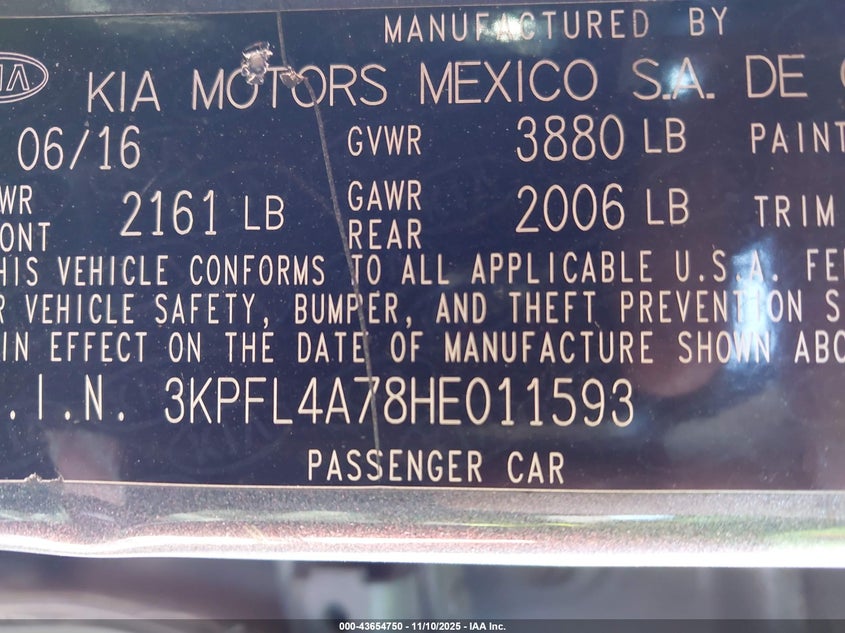 MANUFACTURED BY
KIA MOTORS MEXICO S.A. DE
06/16 GVWR 3880 LB PAINT
WR 2161 LB GAWR 2006 LB TRIM
ONT REAR
HIS VEHICLE CONFORMS TO ALL APPLICABLE U.S.A. FE
R VEHICLE SAFETY, BUMPER, AND THEFT PREVENTION S
IN EFFECT ON THE DATE OF MANUFACTURE SHOWN ABO
.I.N. 3KPFL4A78HE011593
PASSENGER CAR
000-43654750 - 11/10/2025 - IAA Inc.